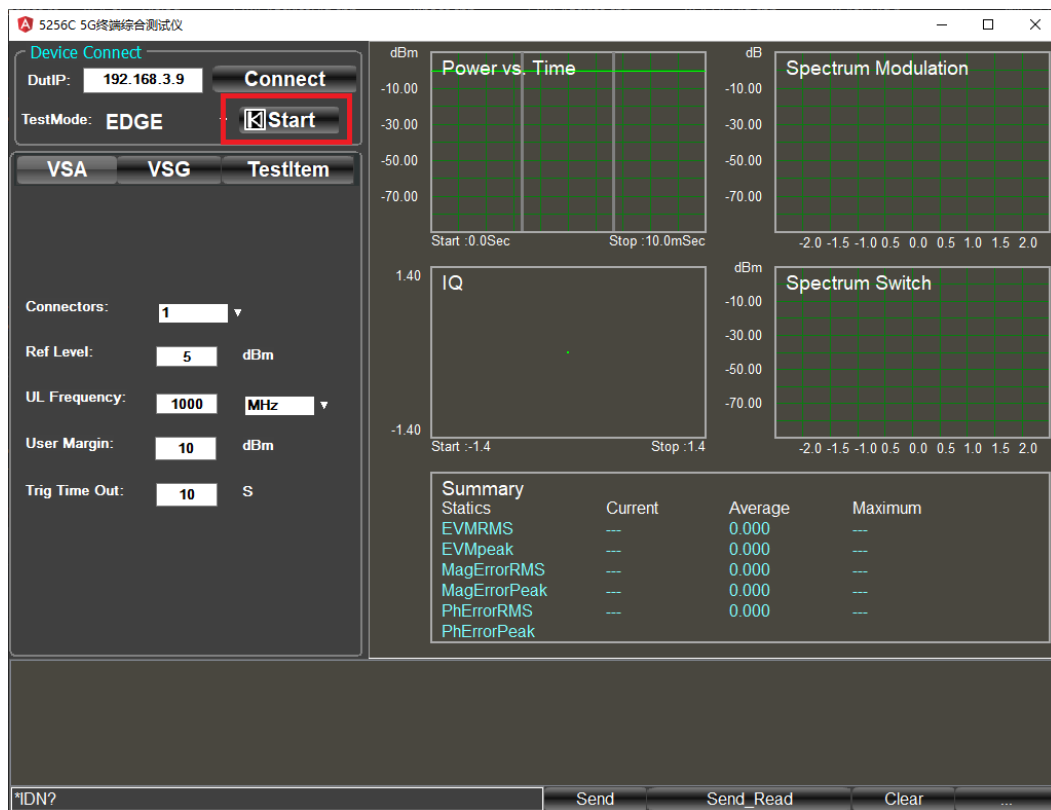 5256C 5G终端综合测试仪
Device Connect
DutIP: 192.168.3.9 Connect
TestMode: EDGE Start
VSA VSG TestItem
Connectors: 1
Ref Level: 5 dBm
UL Frequency: 1000 MHz
User Margin: 10 dBm
Trig Time Out: 10 S
dBm
Power vs. Time
-10.00
-30.00
-50.00
-70.00
Start :0.0Sec Stop :10.0mSec
dB
Spectrum Modulation
-10.00
-30.00
-50.00
-70.00
-2.0 -1.5 -1.0 0.5 0.0 0.5 1.0 1.5 2.0
1.40
IQ
-1.40
Start :-1.4 Stop :1.4
dBm
Spectrum Switch
-10.00
-30.00
-50.00
-70.00
-2.0 -1.5 -1.0 0.5 0.0 0.5 1.0 1.5 2.0
Summary
Statics Current Average Maximum
EVMRMS --- 0.000 ---
EVMpeak --- 0.000 ---
MagErrorRMS --- 0.000 ---
MagErrorPeak --- 0.000 ---
PhErrorRMS --- 0.000 ---
PhErrorPeak
*IDN? Send Send_Read Clear ...